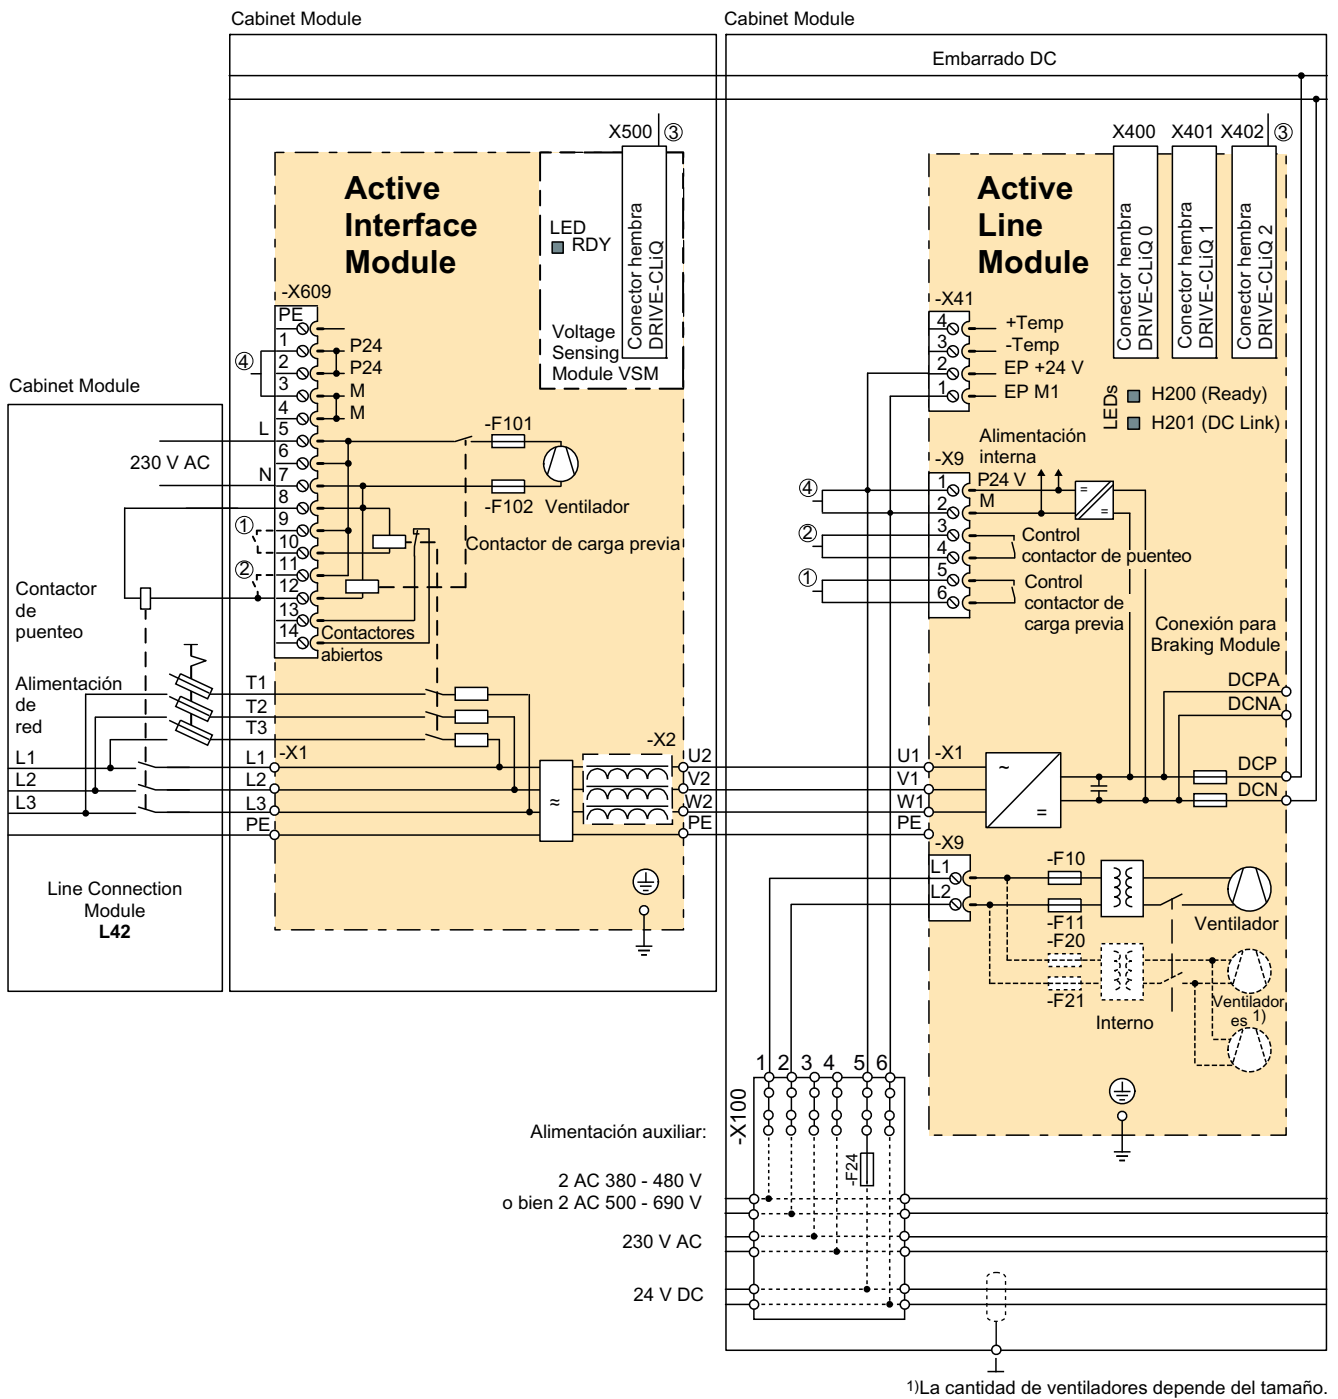 Cabinet Module
Cabinet Module
Embarrado DC
X500
③
X400
X401
X402
③
Active
Interface
Module
LED
RDY
Conector hembra
DRIVE-CLiQ
Voltage
Sensing
Module VSM
Active
Line
Module
Conector hembra
DRIVE-CLiQ 0
Conector hembra
DRIVE-CLiQ 1
Conector hembra
DRIVE-CLiQ 2
-X609
PE
1
2
3
4
5
6
7
8
9
10
11
12
13
14
P24
P24
M
M
④
L
N
230 V AC
①
②
-F101
-F102
Ventilador
Contactor de carga previa
Contactores
abiertos
-X41
4
3
2
1
+Temp
-Temp
EP +24 V
EP M1
LEDs
H200 (Ready)
H201 (DC Link)
Alimentación
interna
-X9
1
2
3
4
5
6
P24 V
M
④
②
①
Control
contactor de puenteo
Control
contactor de
carga previa
Conexión para
Braking Module
DCPA
DCNA
DCP
DCN
Cabinet Module
Contactor
de
puenteo
Alimentación
de
red
L1
L2
L3
T1
T2
T3
-X1
L1
L2
L3
PE
≈
-X2
U2
V2
W2
PE
U1
V1
W1
PE
-X1
~
=
Line Connection
Module
L42
-X9
L1
L2
-F10
-F11
-F20
-F21
Interno
Ventilador
Ventilador
es 1)
1
2
3
4
5
6
-X100
-F24
Alimentación auxiliar:
2 AC 380 - 480 V
o bien 2 AC 500 - 690 V
230 V AC
24 V DC
1)La cantidad de ventiladores depende del tamaño.